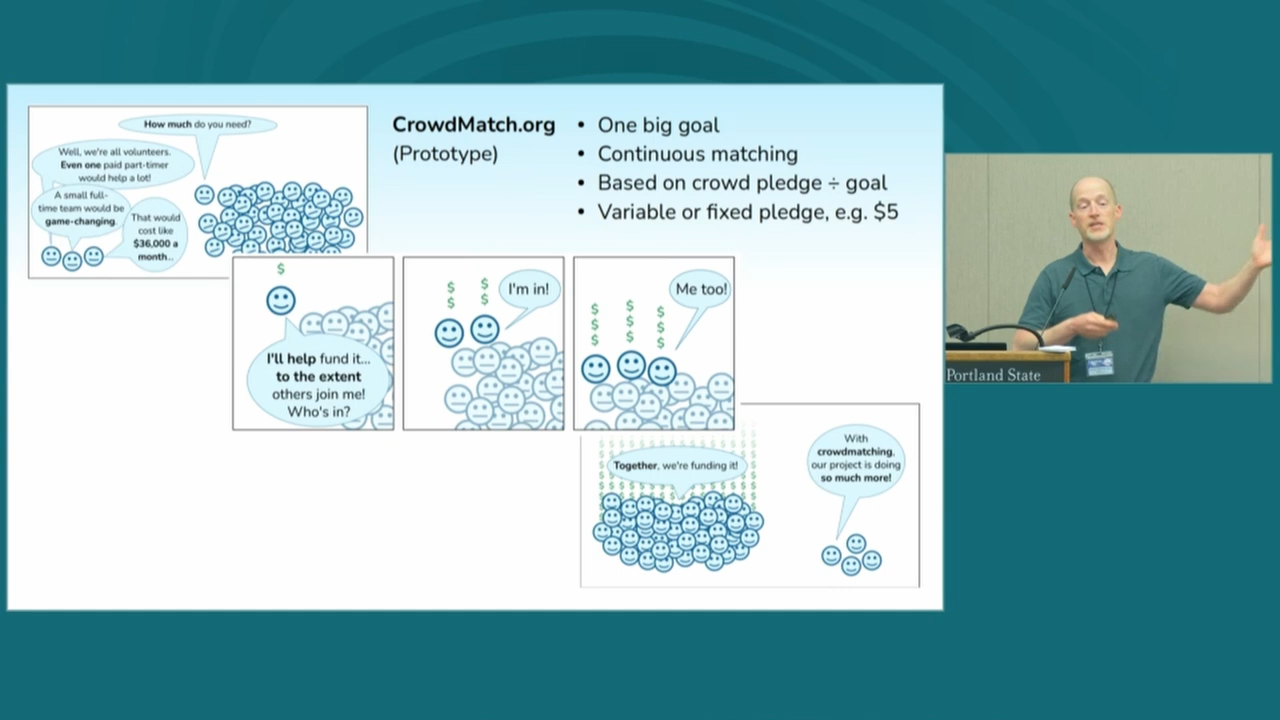 How much do you need?
Well, we're all volunteers.
Even one paid part-timer
would help a lot!
A small full-
time team would be
game-changing.
That would
cost like
$36,000 a
month..
CrowdMatch.org
(Prototype)
• One big goal
• Continuous matching
• Based on crowd pledge ÷ goal
• Variable or fixed pledge, e.g. $5
I'll help fund it...
to the extent
others join me!
Who's in?
I'm in!
Me too!
Together, we're funding it!
With
crowdmatching,
our project is doing
so much more!
Portland State